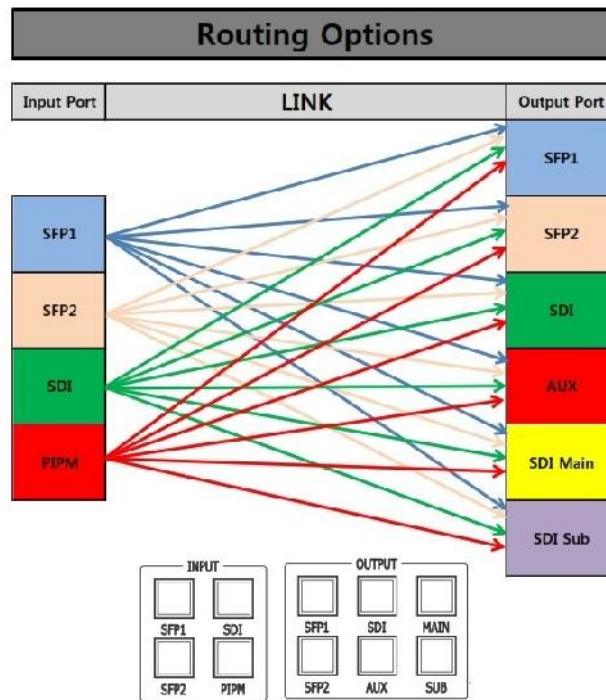 Routing Options
Input Port LINK Output Port
SFP1
SFP2
SDI
PIPM
SFP1
SFP2
SDI
AUX
SDI Main
SDI Sub
INPUT
SFP1 SDI
SFP2 PIPM
OUTPUT
SFP1 SDI MAIN
SFP2 AUX SUB